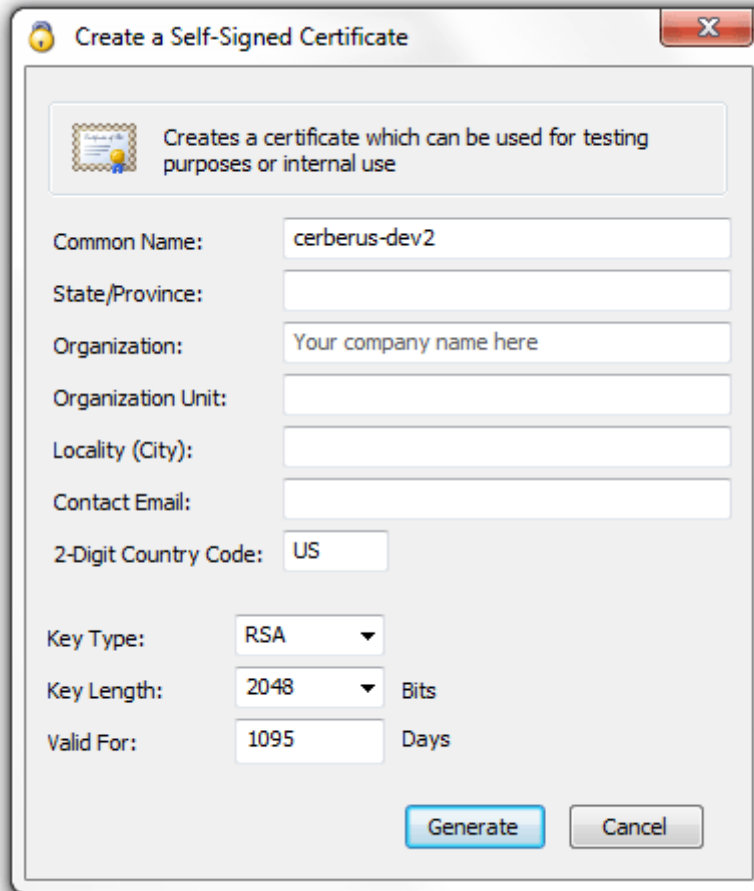 Create a Self-Signed Certificate
Creates a certificate which can be used for testing
purposes or internal use
Common Name: cerberus-dev2
State/Province:
Organization: Your company name here
Organization Unit:
Locality (City):
Contact Email:
2-Digit Country Code: US
Key Type: RSA
Key Length: 2048 Bits
Valid For: 1095 Days
Generate Cancel